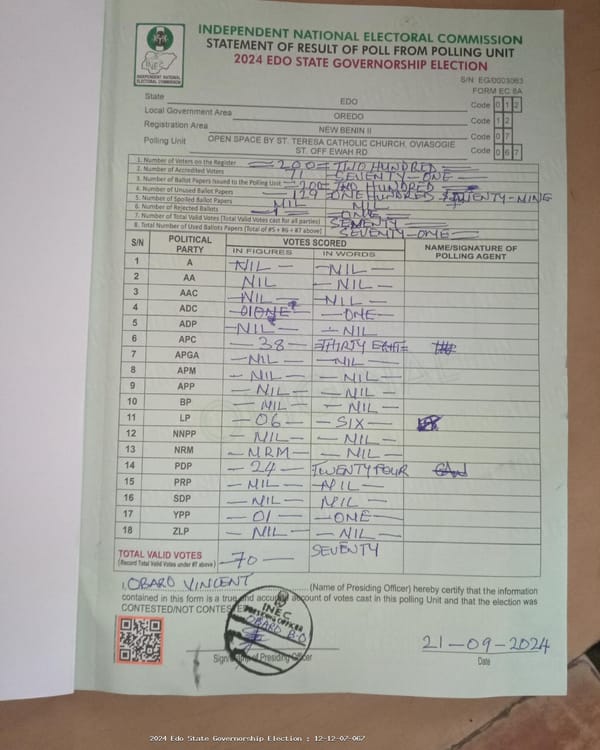 INDEPENDENT NATIONAL ELECTORAL COMMISSION
STATEMENT OF RESULT OF POLL FROM POLLING UNIT
2024 EDO STATE GOVERNORSHIP ELECTION
INEC
INDEPENDENT NATIONAL ELECTORAL COMMISSION
S/N: EG/0003063
FORM EC 8A
State EDO Code 0 1 2
Local Government Area OREDO Code 1 2
Registration Area NEW BENIN II Code 0 7
Polling Unit OPEN SPACE BY ST. TERESA CATHOLIC CHURCH, OVIASOGIE ST. OFF EWAH RD Code 0 6 7
1. Number of Voters on the Register 200 TWO HUNDRED
2. Number of Accredited Voters 71 SEVENTY-ONE
3. Number of Ballot Papers Issued to the Polling Unit 200 TWO HUNDRED
4. Number of Unused Ballot Papers 129 ONE HUNDRED TWENTY-NINE
5. Number of Spoiled Ballot Papers NIL NIL
6. Number of Rejected Ballots 1 ONE
7. Number of Total Valid Votes (Total Valid Votes cast for all parties) SEVENTY
8. Total Number of Used Ballots Papers (Total of #5 + #6 + #7 above) SEVENTY-ONE
S/N POLITICAL PARTY VOTES SCORED NAME/SIGNATURE OF POLLING AGENT
IN FIGURES IN WORDS
1 A NIL NIL
2 AA NIL NIL
3 AAC NIL NIL
4 ADC 01ONE ONE
5 ADP NIL NIL
6 APC 38 THIRTY EIGHT
7 APGA NIL NIL
8 APM NIL NIL
9 APP NIL NIL
10 BP NIL NIL
11 LP 06 SIX
12 NNPP NIL NIL
13 NRM NRM NIL
14 PDP 24 TWENTY FOUR
15 PRP NIL NIL
16 SDP NIL NIL
17 YPP 01 ONE
18 ZLP NIL NIL
TOTAL VALID VOTES 70 SEVENTY
(Record Total Valid Votes under #7 above)
I, OBARO VINCENT (Name of Presiding Officer) hereby certify that the information
contained in this form is a true and accurate account of votes cast in this polling Unit and that the election was
CONTESTED/NOT CONTESTED
INEC
PRESIDING OFFICER
OBARO B.O
Signature of Presiding Officer
21-09-2024
Date
2024 Edo State Governorship Election : 12-12-07-067